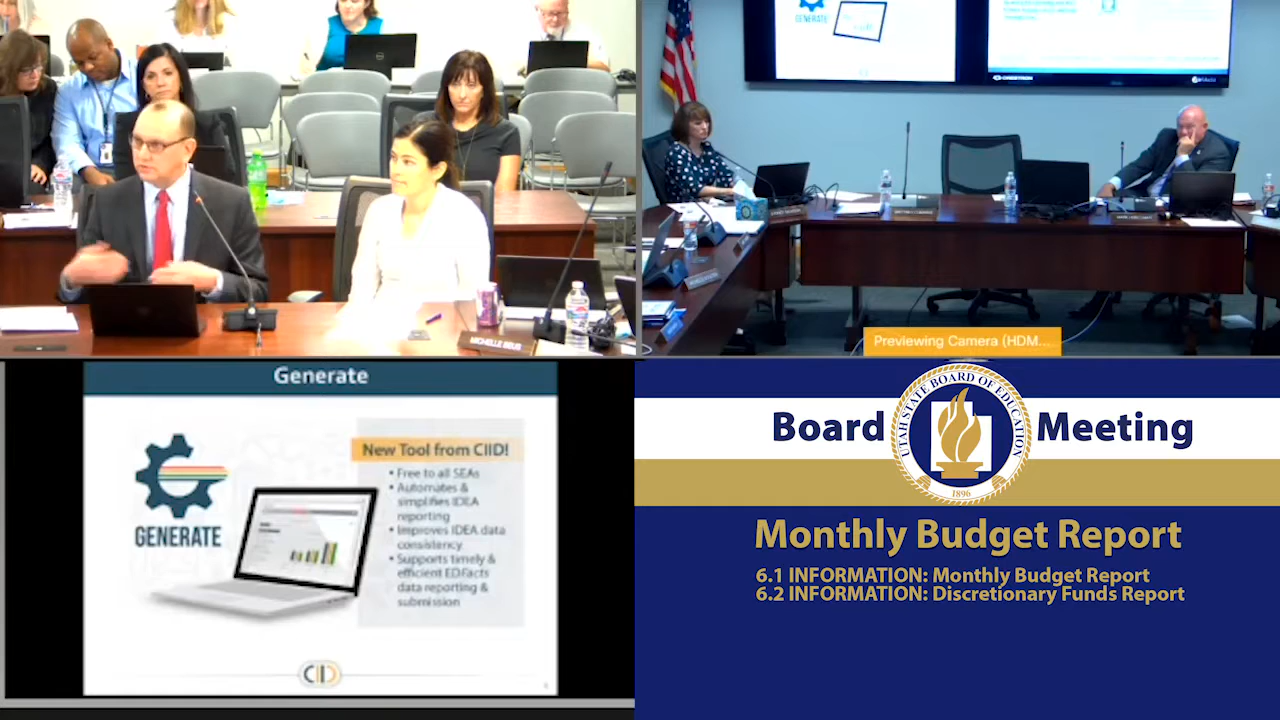 GENERATE
Previewing Camera (HDM...
Generate
New Tool from CIID!
• Free to all SEAs
• Automates &
simplifies IDEA
reporting
• Improves IDEA data
consistency
• Supports timely &
efficient EDFacts
data reporting &
submission
GENERATE
CIID
Board
UTAH STATE BOARD OF EDUCATION
1896
Meeting
Monthly Budget Report
6.1 INFORMATION: Monthly Budget Report
6.2 INFORMATION: Discretionary Funds Report